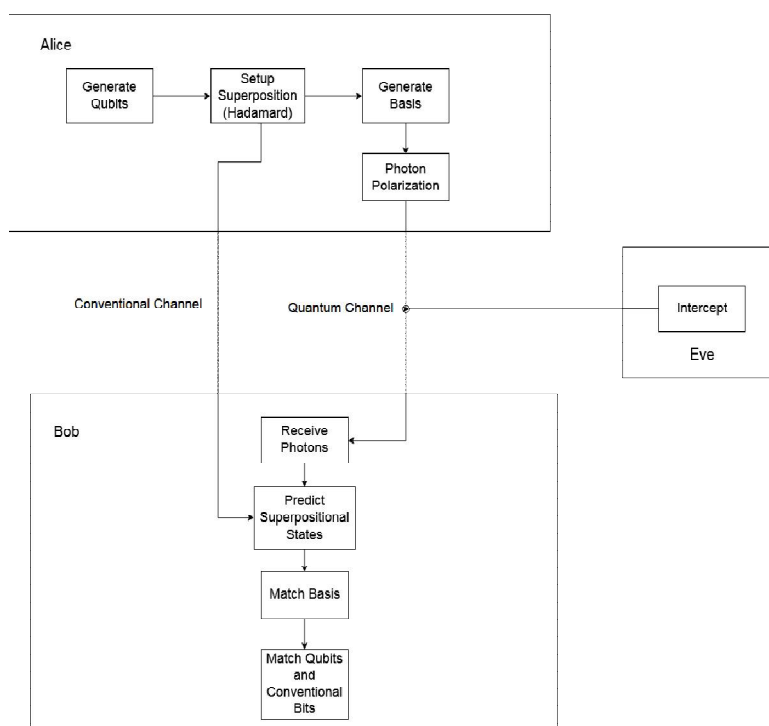 Alice
Generate
Qubits
Setup
Superposition
(Hadamard)
Generate
Basis
Photon
Polarization
Conventional Channel
Quantum Channel
Intercept
Eve
Bob
Receive
Photons
Predict
Superpositional
States
Match Basis
Match Qubits
and
Conventional
Bits